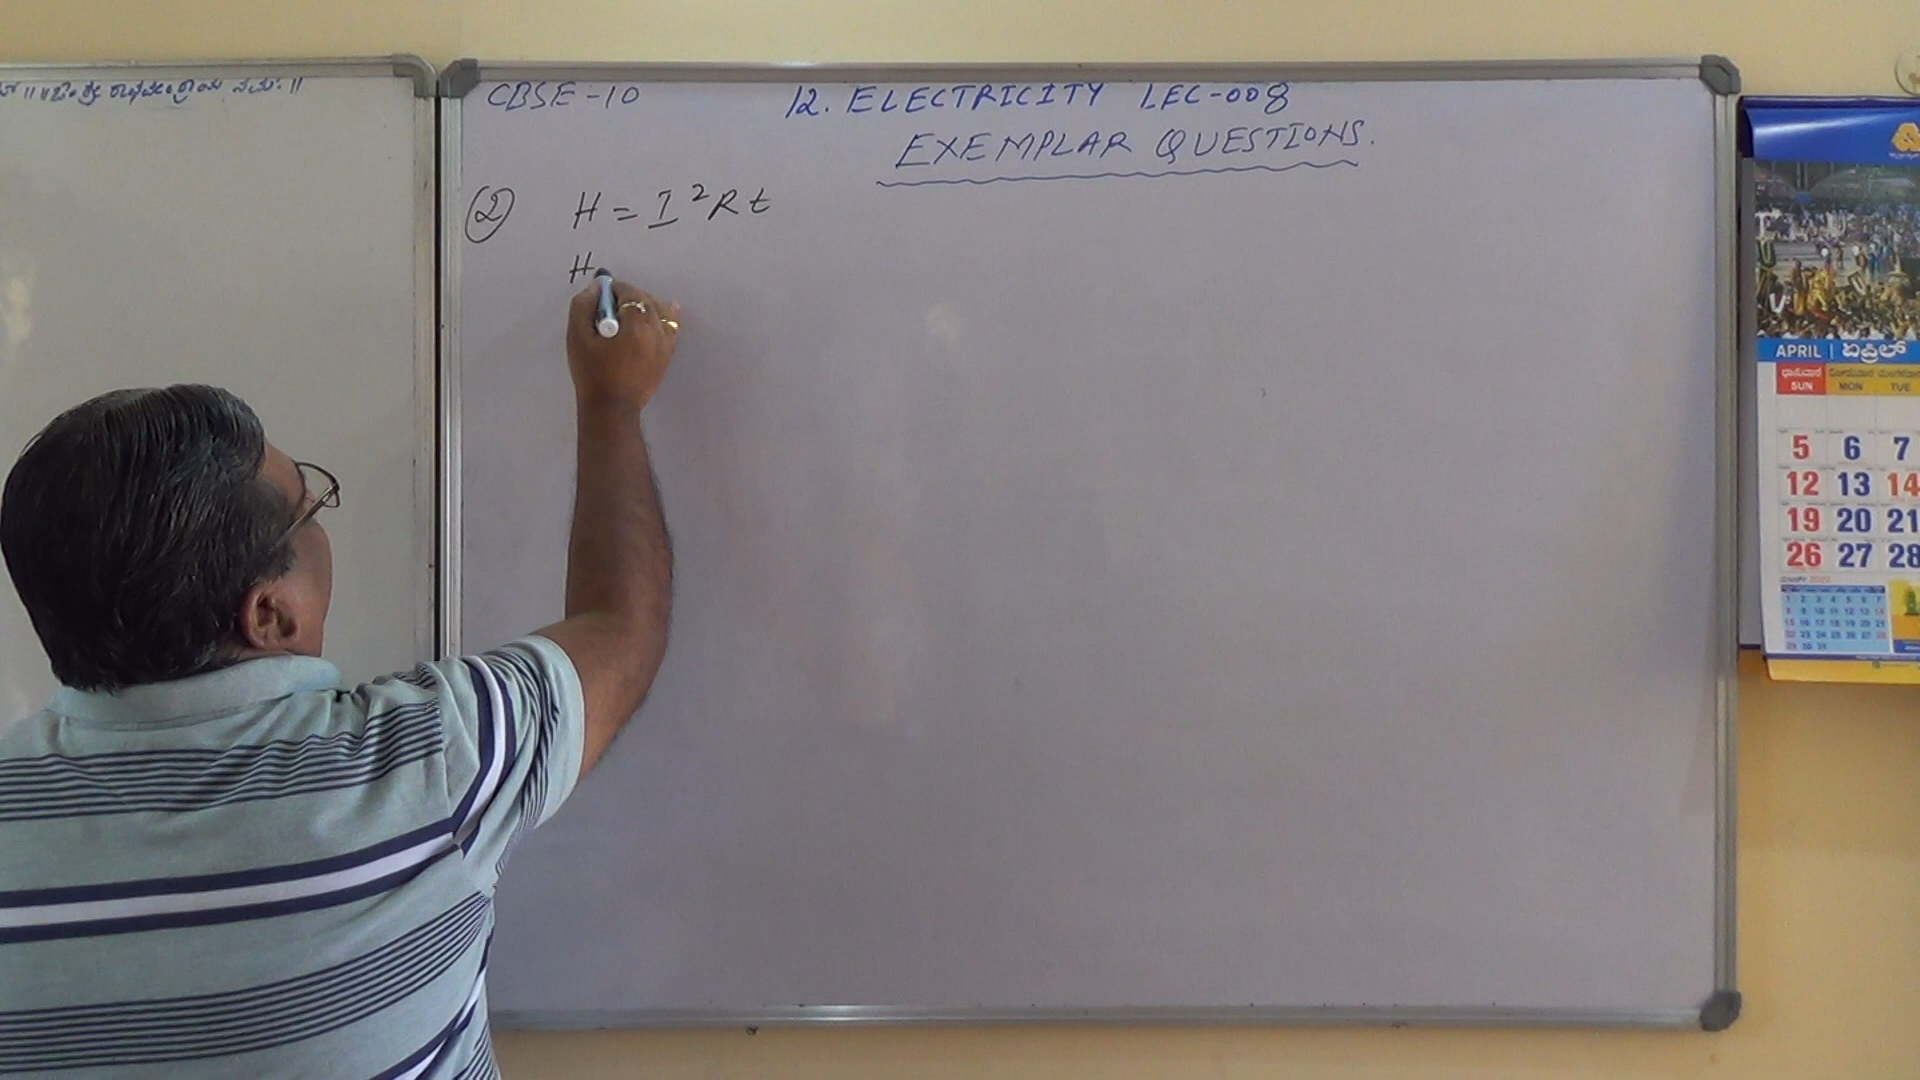 CBSE-10
12. ELECTRICITY LEC-008
EXEMPLAR QUESTIONS.
② H = I²Rt
H
APRIL | ಏಪ್ರಿಲ್
SUN MON TUE
5 6 7
12 13 14
19 20 21
26 27 28